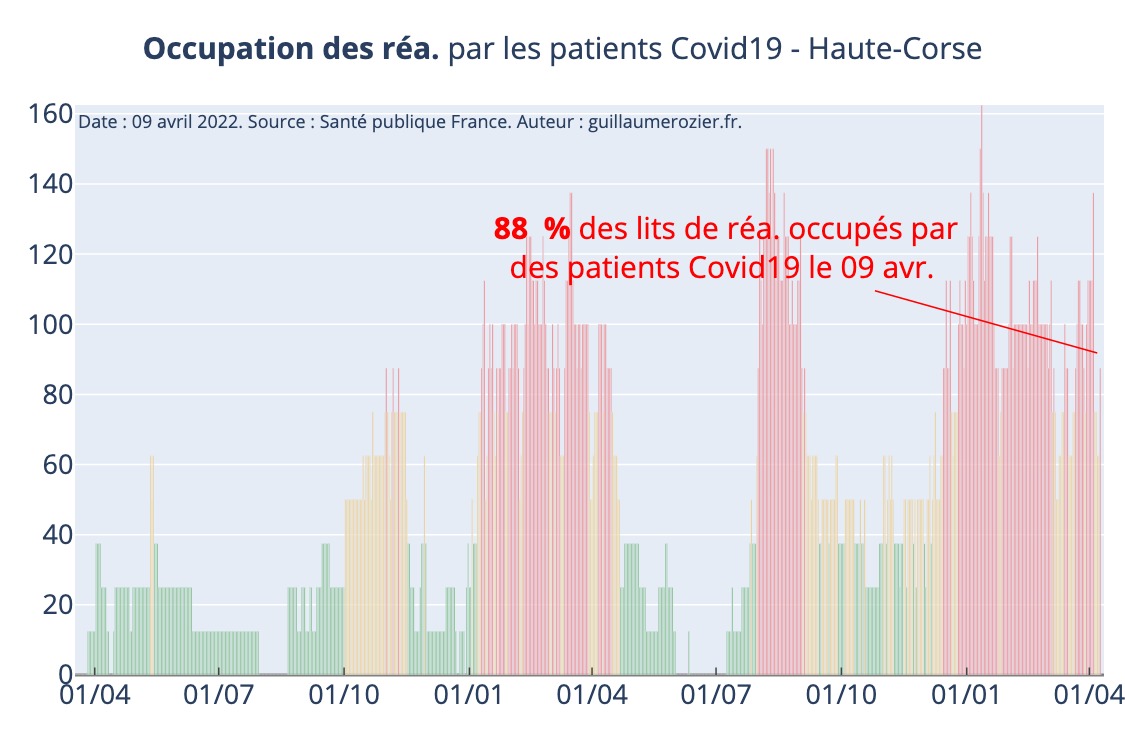 Occupation des réa. par les patients Covid19 - Haute-Corse
160
Date : 09 avril 2022. Source : Santé publique France. Auteur : guillaumerozier.fr.
140
88 % des lits de réa. occupés par
120
des patients Covid19 le 09 avr.
100
80
60
40
20
0
01/04 01/07 01/10 01/01 01/04 01/07 01/10 01/01 01/04